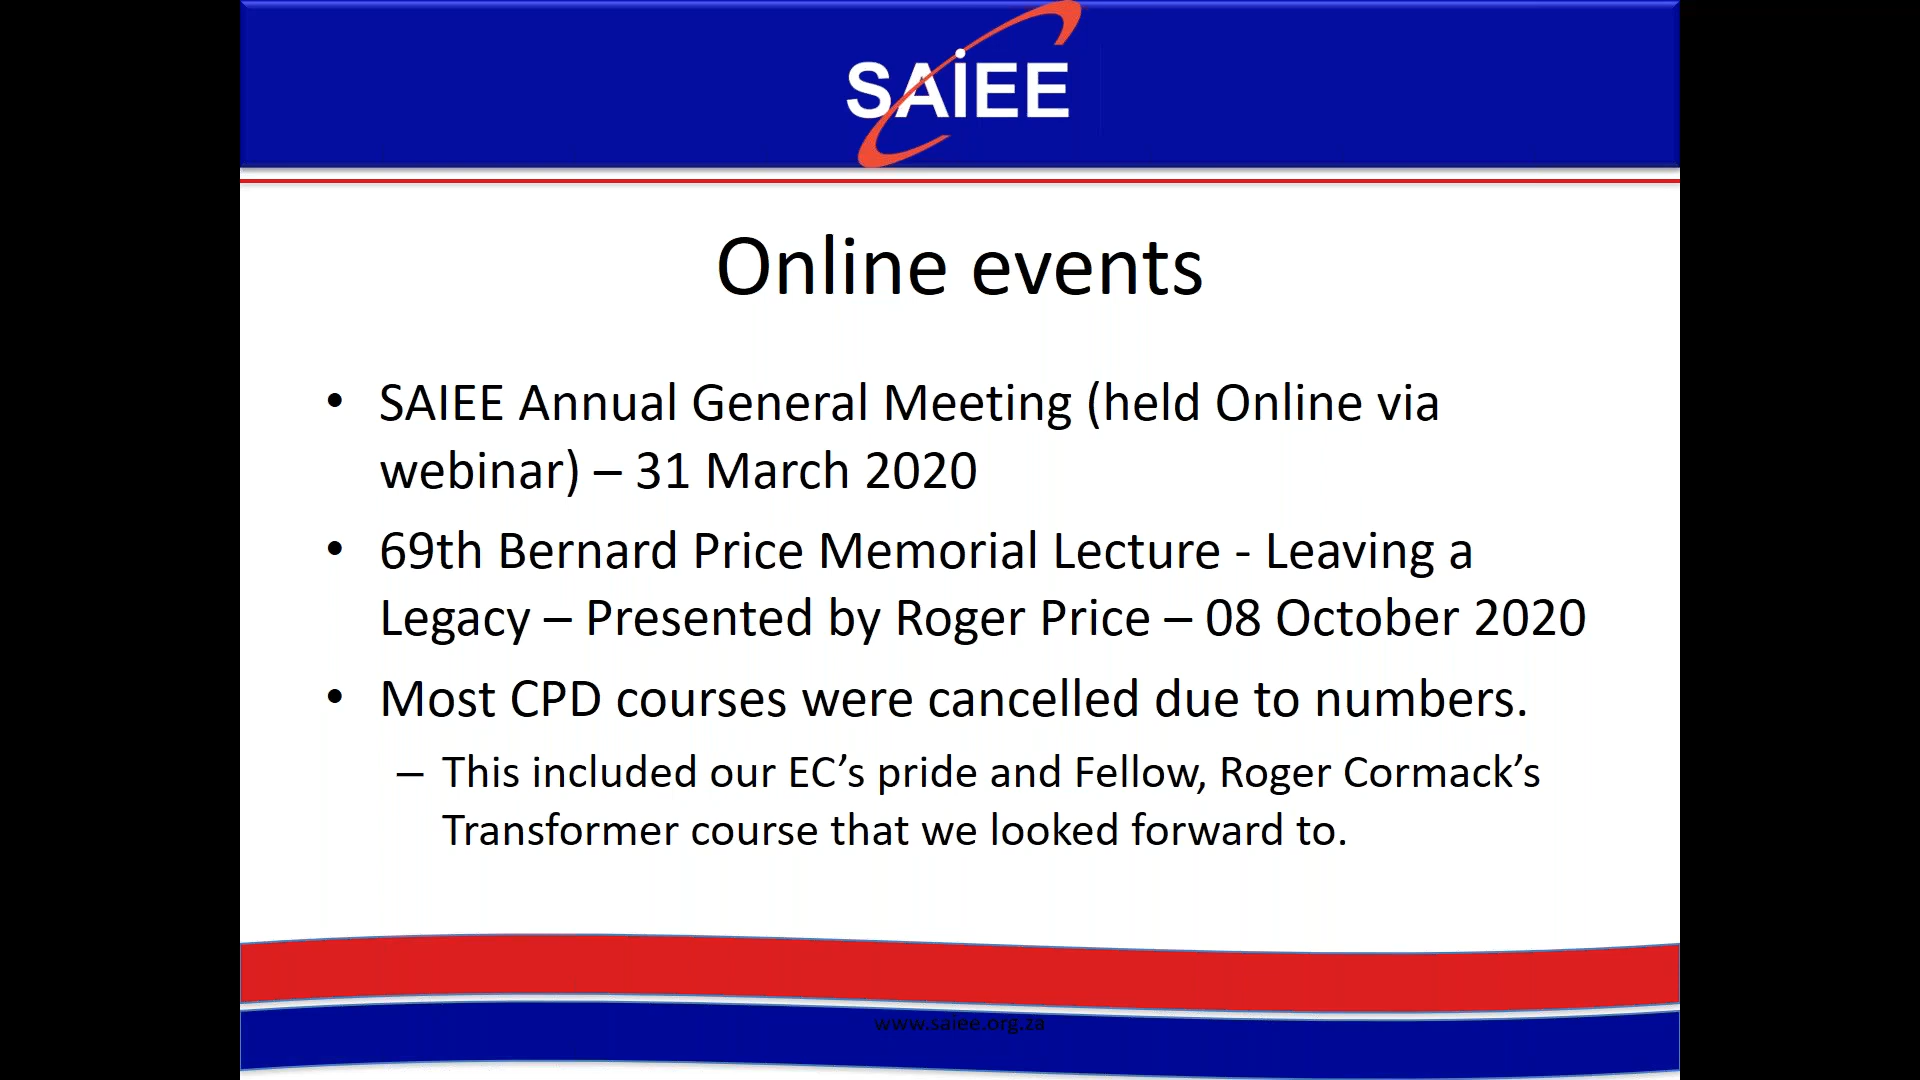 SAIEE
Online events
• SAIEE Annual General Meeting (held Online via
webinar) – 31 March 2020
• 69th Bernard Price Memorial Lecture - Leaving a
Legacy – Presented by Roger Price – 08 October 2020
• Most CPD courses were cancelled due to numbers.
– This included our EC’s pride and Fellow, Roger Cormack’s
Transformer course that we looked forward to.
www.saiee.org.za